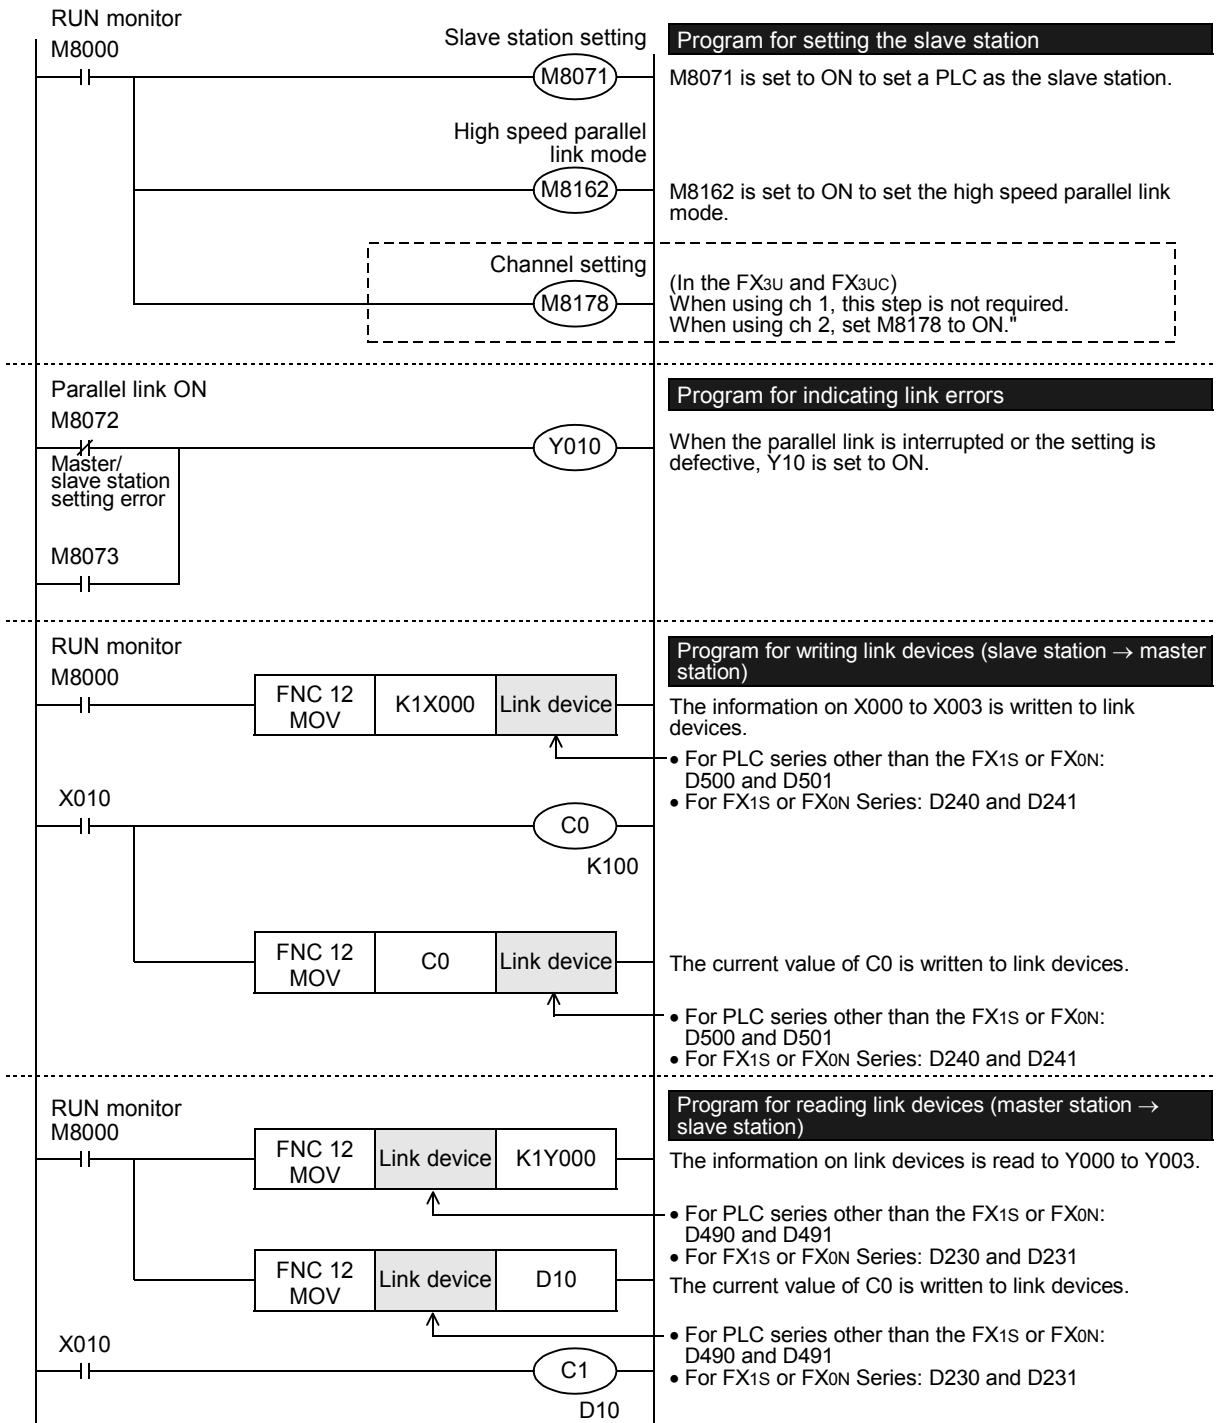 RUN monitor
M8000
Slave station setting
M8071
Program for setting the slave station
M8071 is set to ON to set a PLC as the slave station.
High speed parallel
link mode
M8162
M8162 is set to ON to set the high speed parallel link
mode.
Channel setting
M8178
(In the FX3U and FX3UC)
When using ch 1, this step is not required.
When using ch 2, set M8178 to ON."
Parallel link ON
M8072
Y010
Master/
slave station
setting error
M8073
Program for indicating link errors
When the parallel link is interrupted or the setting is
defective, Y10 is set to ON.
RUN monitor
M8000
FNC 12
MOV
K1X000
Link device
Program for writing link devices (slave station → master
station)
The information on X000 to X003 is written to link
devices.
• For PLC series other than the FX1S or FX0N:
D500 and D501
• For FX1S or FX0N Series: D240 and D241
X010
C0
K100
FNC 12
MOV
C0
Link device
The current value of C0 is written to link devices.
• For PLC series other than the FX1S or FX0N:
D500 and D501
• For FX1S or FX0N Series: D240 and D241
RUN monitor
M8000
FNC 12
MOV
Link device
K1Y000
Program for reading link devices (master station →
slave station)
The information on link devices is read to Y000 to Y003.
• For PLC series other than the FX1S or FX0N:
D490 and D491
• For FX1S or FX0N Series: D230 and D231
FNC 12
MOV
Link device
D10
The current value of C0 is written to link devices.
• For PLC series other than the FX1S or FX0N:
D490 and D491
• For FX1S or FX0N Series: D230 and D231
X010
C1
D10